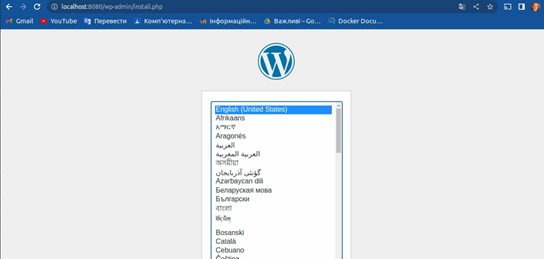 localhost:8080/wp-admin/install.php
Gmail YouTube Перевести Комп'ютерна... Інформаційн... Важливі – Go... Docker Docu...
English (United States)
Afrikaans
አማርኛ
Aragonés
العربية
العربية المغربية
অসমীয়া
گؤنئی آذربایجان
Azərbaycan dili
Беларуская мова
Български
বাংলা
བོད་ཡིག
Bosanski
Català
Cebuano
Čeština